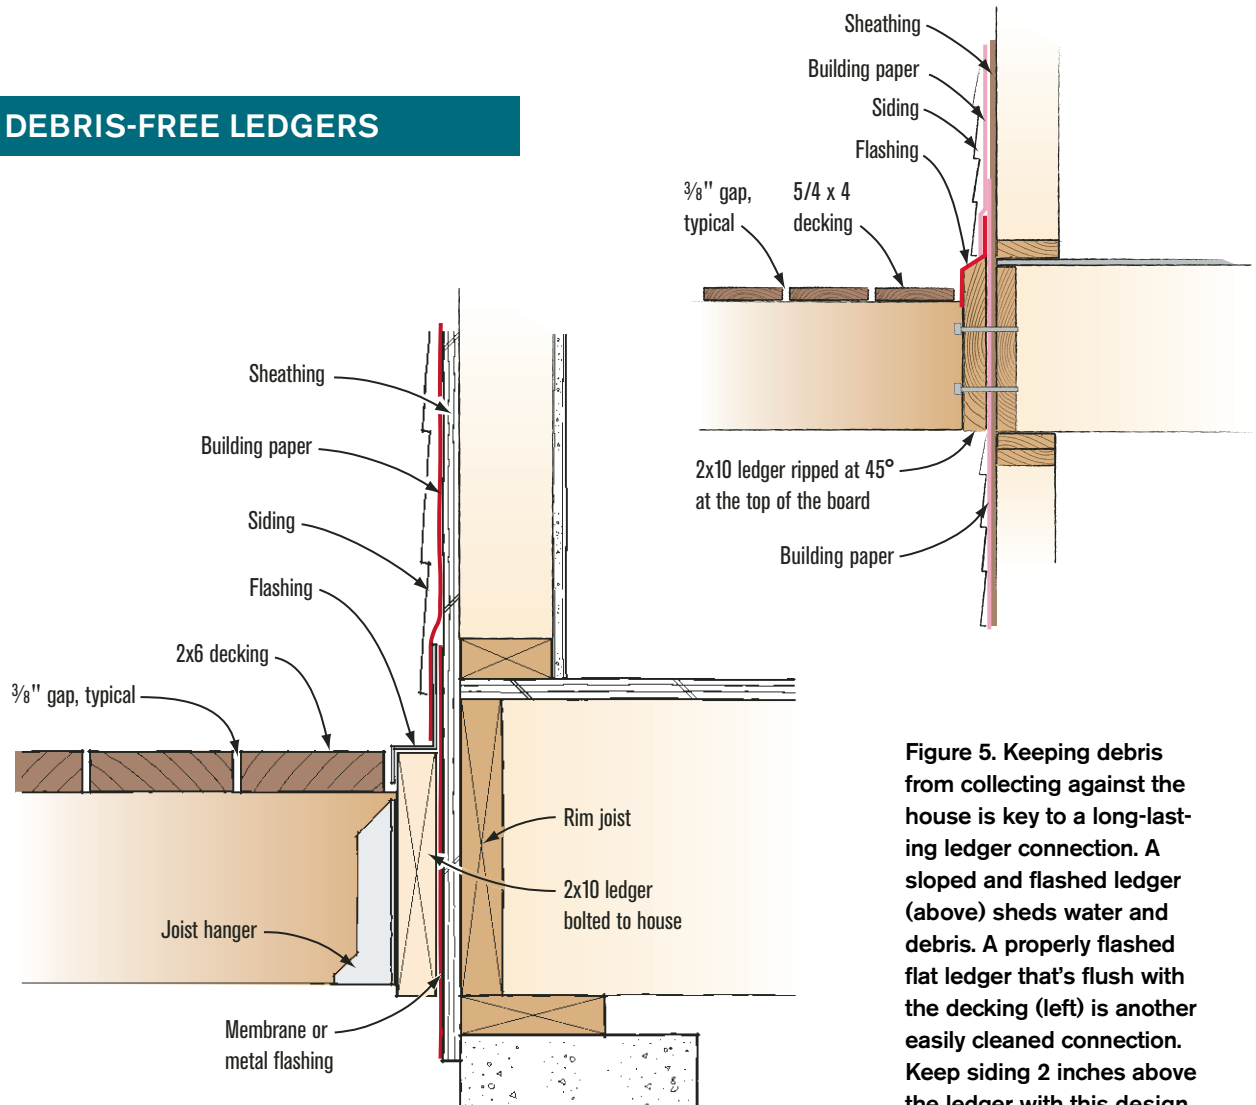 DEBRIS-FREE LEDGERS
Sheathing
Building paper
Siding
Flashing
3⁄8" gap,
typical
5/4 x 4
decking
2x10 ledger ripped at 45°
at the top of the board
Building paper
Sheathing
Building paper
Siding
Flashing
2x6 decking
3⁄8" gap, typical
Rim joist
2x10 ledger
bolted to house
Joist hanger
Membrane or
metal flashing
Figure 5. Keeping debris
from collecting against the
house is key to a long-last-
ing ledger connection. A
sloped and flashed ledger
(above) sheds water and
debris. A properly flashed
flat ledger that's flush with
the decking (left) is another
easily cleaned connection.
Keep siding 2 inches above
the ledger with this design